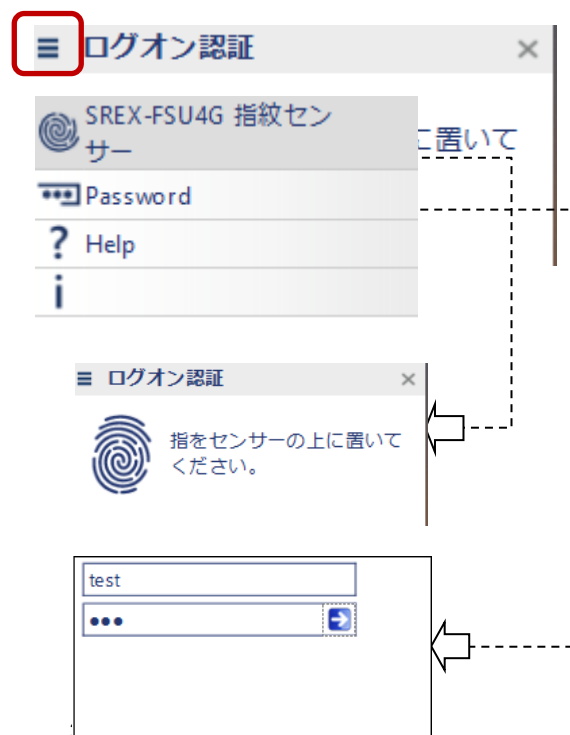 ≡ ログオン認証 ×
SREX-FSU4G 指紋セン
サー
に置いて
Password
? Help
i
≡ ログオン認証 ×
指をセンサーの上に置いて
ください。
test
●●●